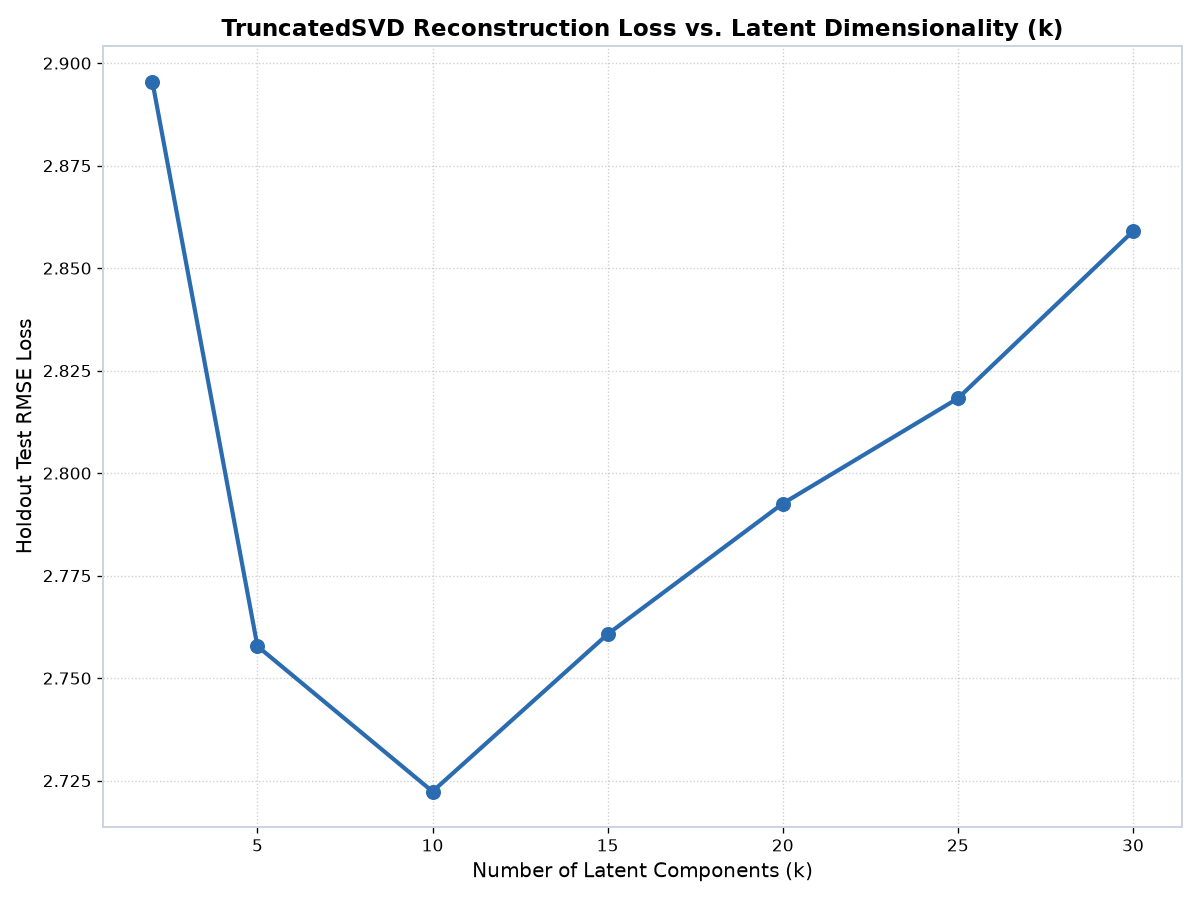 TruncatedSVD Reconstruction Loss vs. Latent Dimensionality (k)
Holdout Test RMSE Loss
2.900
2.875
2.850
2.825
2.800
2.775
2.750
2.725
5 10 15 20 25 30
Number of Latent Components (k)